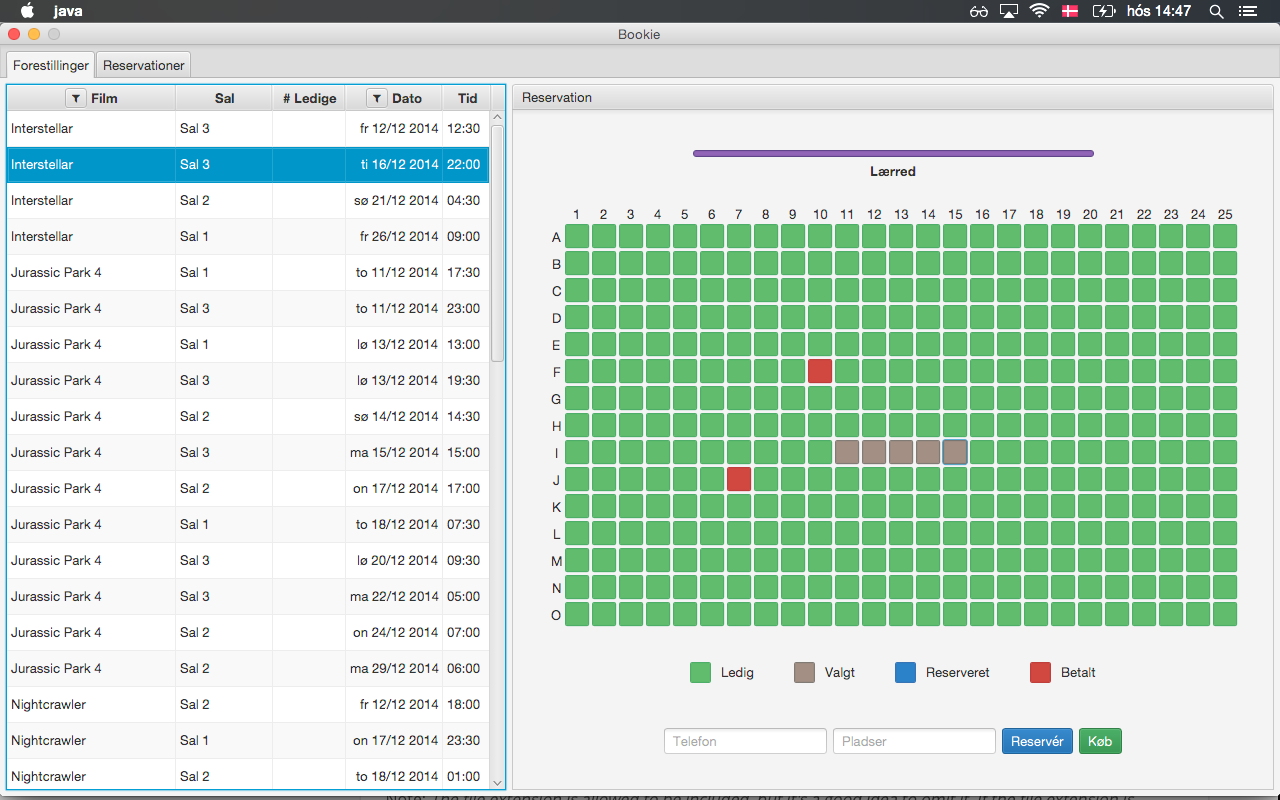 java
hós 14:47
Bookie
Forestillinger Reservationer
Film Sal # Ledige Dato Tid
Interstellar Sal 3 fr 12/12 2014 12:30
Interstellar Sal 3 ti 16/12 2014 22:00
Interstellar Sal 2 sø 21/12 2014 04:30
Interstellar Sal 1 fr 26/12 2014 09:00
Jurassic Park 4 Sal 1 to 11/12 2014 17:30
Jurassic Park 4 Sal 3 to 11/12 2014 23:00
Jurassic Park 4 Sal 1 lø 13/12 2014 13:00
Jurassic Park 4 Sal 3 lø 13/12 2014 19:30
Jurassic Park 4 Sal 2 sø 14/12 2014 14:30
Jurassic Park 4 Sal 3 ma 15/12 2014 15:00
Jurassic Park 4 Sal 2 on 17/12 2014 17:00
Jurassic Park 4 Sal 1 to 18/12 2014 07:30
Jurassic Park 4 Sal 3 lø 20/12 2014 09:30
Jurassic Park 4 Sal 3 ma 22/12 2014 05:00
Jurassic Park 4 Sal 2 on 24/12 2014 07:00
Jurassic Park 4 Sal 2 ma 29/12 2014 06:00
Nightcrawler Sal 2 fr 12/12 2014 18:00
Nightcrawler Sal 1 on 17/12 2014 23:30
Nightcrawler Sal 2 to 18/12 2014 01:00
Reservation
Lærred
1 2 3 4 5 6 7 8 9 10 11 12 13 14 15 16 17 18 19 20 21 22 23 24 25
A
B
C
D
E
F
G
H
I
J
K
L
M
N
O
Ledig Valgt Reserveret Betalt
Telefon Pladser Reservér Køb